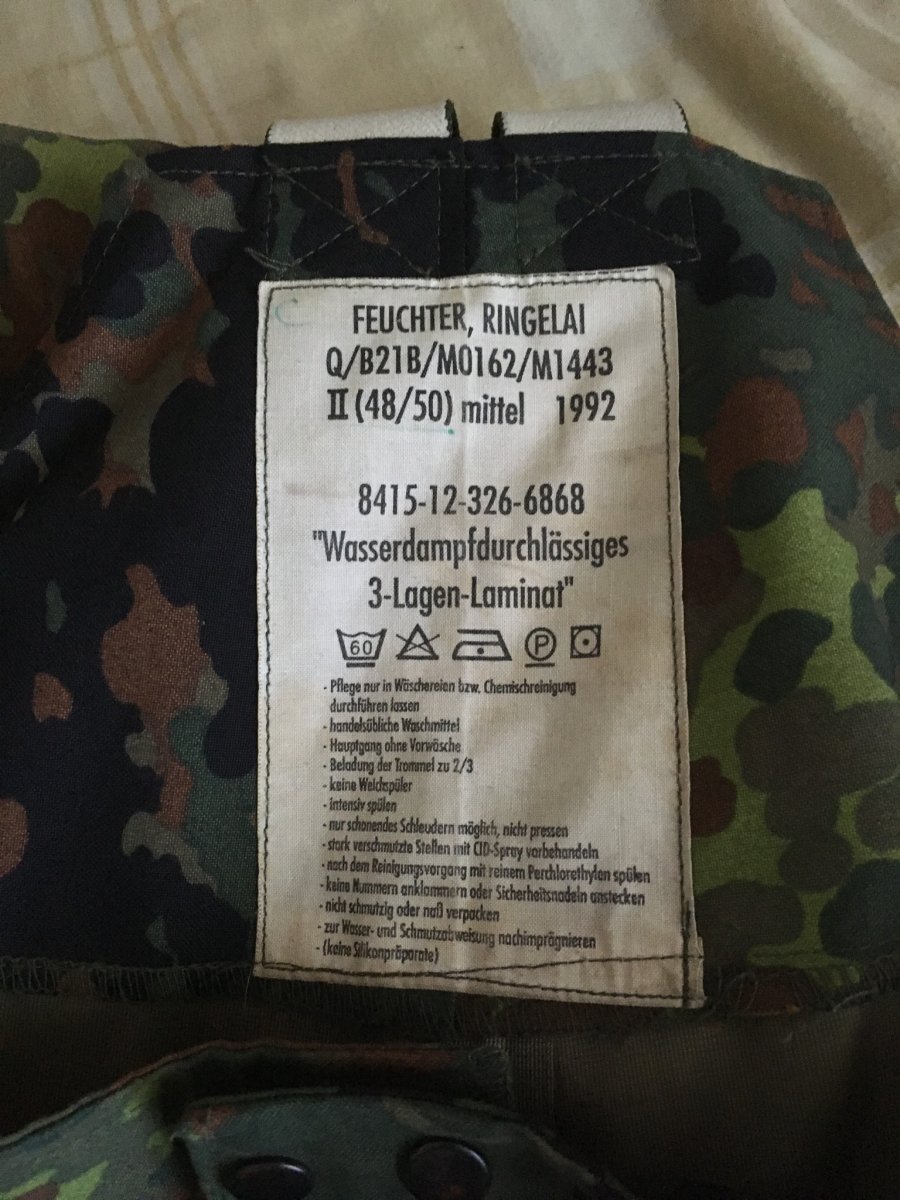 FEUCHTER, RINGELAI
Q/B21B/M0162/M1443
II (48/50) mittel 1992
8415-12-326-6868
"Wasserdampfdurchlässiges
3-Lagen-Laminat"
60 P
- Pflege nur in Wäschereien bzw. Chemischreinigung
durchführen lassen
- handelsübliche Waschmittel
- Hauptgang ohne Vorwäsche
- Beladung der Trommel zu 2/3
- keine Weichspüler
- intensiv spülen
- nur schonendes Schleudern möglich, nicht pressen
- stark verschmutzte Stellen mit CID-Spray vorbehandeln
- nach dem Reinigungsvorgang mit reinem Perchlorethylen spülen
- keine Nummern anklammern oder Sicherheitsnadeln anstecken
- nicht schmutzig oder naß verpacken
- zur Wasser- und Schmutzabweisung nachimprägnieren
- (keine Silikonpräparate)